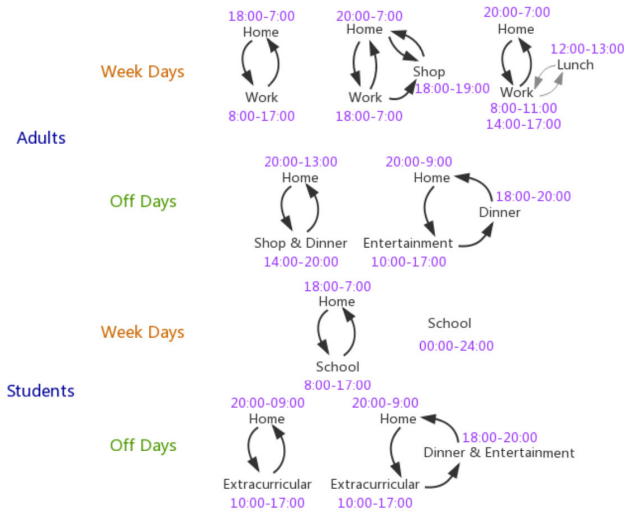 18:00-7:00
Home
Work
8:00-17:00
20:00-7:00
Home
Shop
18:00-19:00
Work
18:00-7:00
20:00-7:00
Home
12:00-13:00
Lunch
Work
8:00-11:00
14:00-17:00
Week Days
Adults
20:00-13:00
Home
Shop & Dinner
14:00-20:00
20:00-9:00
Home
18:00-20:00
Dinner
Entertainment
10:00-17:00
Off Days
18:00-7:00
Home
School
8:00-17:00
School
00:00-24:00
Week Days
Students
20:00-09:00
Home
Extracurricular
10:00-17:00
20:00-9:00
Home
18:00-20:00
Dinner & Entertainment
Extracurricular
10:00-17:00
Off Days